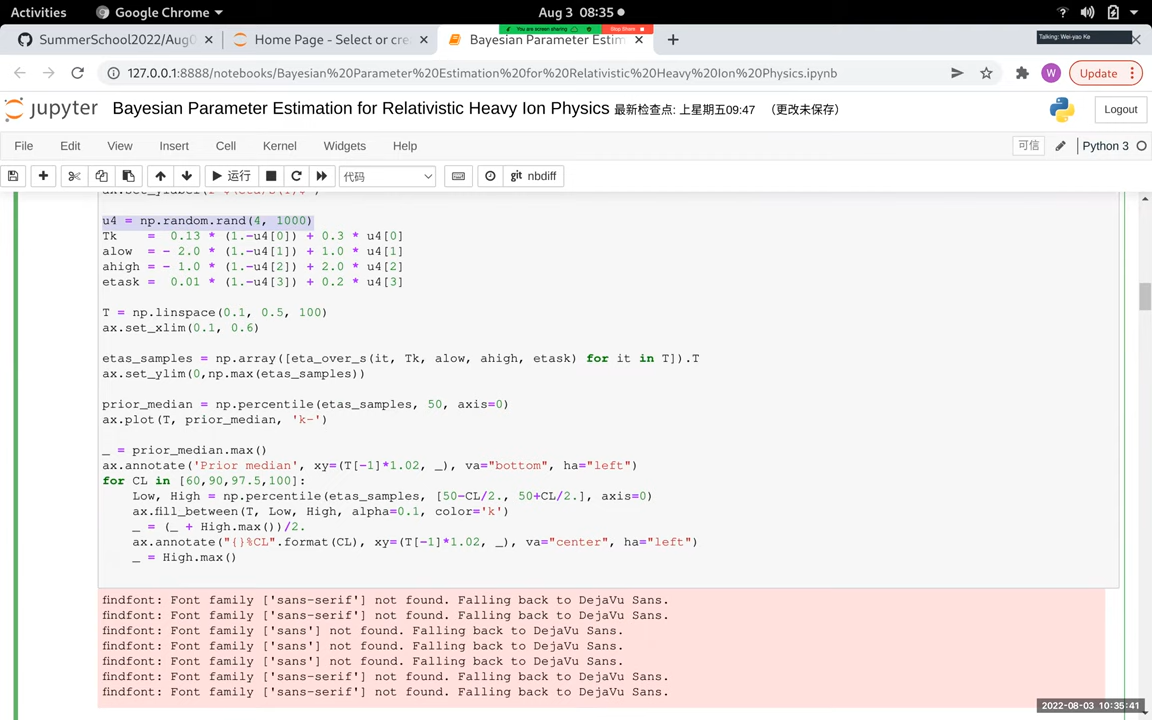 Activities Google Chrome Aug 3 08:35
You are screen sharing Stop Share
SummerSchool2022/Aug0 Home Page - Select or cre Bayesian Parameter Estim
Talking: Wei-yao Ke
127.0.0.1:8888/notebooks/Bayesian%20Parameter%20Estimation%20for%20Relativistic%20Heavy%20Ion%20Physics.ipynb W Update
jupyter Bayesian Parameter Estimation for Relativistic Heavy Ion Physics 最新检查点: 上星期五09:47 (更改未保存) Logout
File Edit View Insert Cell Kernel Widgets Help 可信 Python 3
运行 代码 git nbdiff
u4 = np.random.rand(4, 1000)
Tk = 0.13 * (1.-u4[0]) + 0.3 * u4[0]
alow = - 2.0 * (1.-u4[1]) + 1.0 * u4[1]
ahigh = - 1.0 * (1.-u4[2]) + 2.0 * u4[2]
etask = 0.01 * (1.-u4[3]) + 0.2 * u4[3]
T = np.linspace(0.1, 0.5, 100)
ax.set_xlim(0.1, 0.6)
etas_samples = np.array([eta_over_s(it, Tk, alow, ahigh, etask) for it in T]).T
ax.set_ylim(0,np.max(etas_samples))
prior_median = np.percentile(etas_samples, 50, axis=0)
ax.plot(T, prior_median, 'k-')
_ = prior_median.max()
ax.annotate('Prior median', xy=(T[-1]*1.02, _), va="bottom", ha="left")
for CL in [60,90,97.5,100]:
Low, High = np.percentile(etas_samples, [50-CL/2., 50+CL/2.], axis=0)
ax.fill_between(T, Low, High, alpha=0.1, color='k')
_ = (_ + High.max())/2.
ax.annotate("{}%CL".format(CL), xy=(T[-1]*1.02, _), va="center", ha="left")
_ = High.max()
findfont: Font family ['sans-serif'] not found. Falling back to DejaVu Sans.
findfont: Font family ['sans-serif'] not found. Falling back to DejaVu Sans.
findfont: Font family ['sans'] not found. Falling back to DejaVu Sans.
findfont: Font family ['sans'] not found. Falling back to DejaVu Sans.
findfont: Font family ['sans'] not found. Falling back to DejaVu Sans.
findfont: Font family ['sans-serif'] not found. Falling back to DejaVu Sans.
findfont: Font family ['sans-serif'] not found. Falling back to DejaVu Sans.
2022-08-03 10:35:41